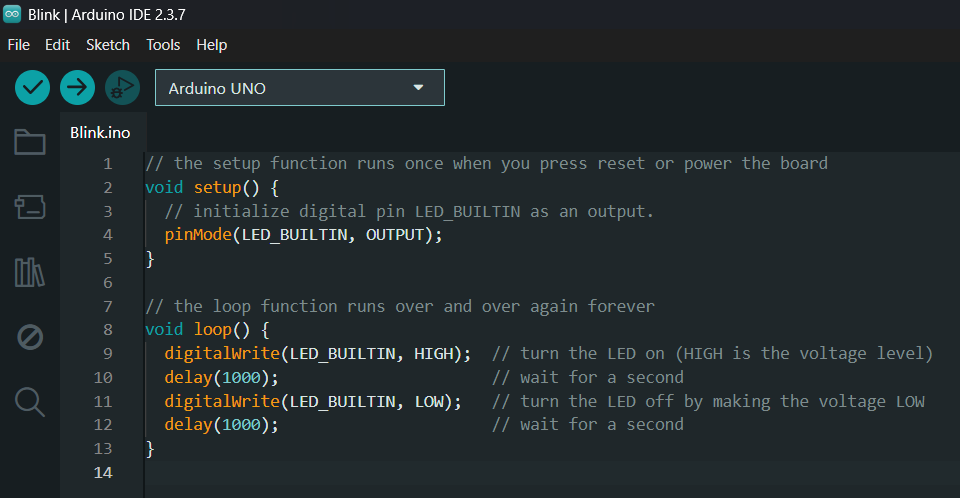 Blink | Arduino IDE 2.3.7
File Edit Sketch Tools Help
Arduino UNO
Blink.ino
1 // the setup function runs once when you press reset or power the board
2 void setup() {
3   // initialize digital pin LED_BUILTIN as an output.
4   pinMode(LED_BUILTIN, OUTPUT);
5 }
6
7 // the loop function runs over and over again forever
8 void loop() {
9   digitalWrite(LED_BUILTIN, HIGH);  // turn the LED on (HIGH is the voltage level)
10   delay(1000);                      // wait for a second
11   digitalWrite(LED_BUILTIN, LOW);   // turn the LED off by making the voltage LOW
12   delay(1000);                      // wait for a second
13 }
14